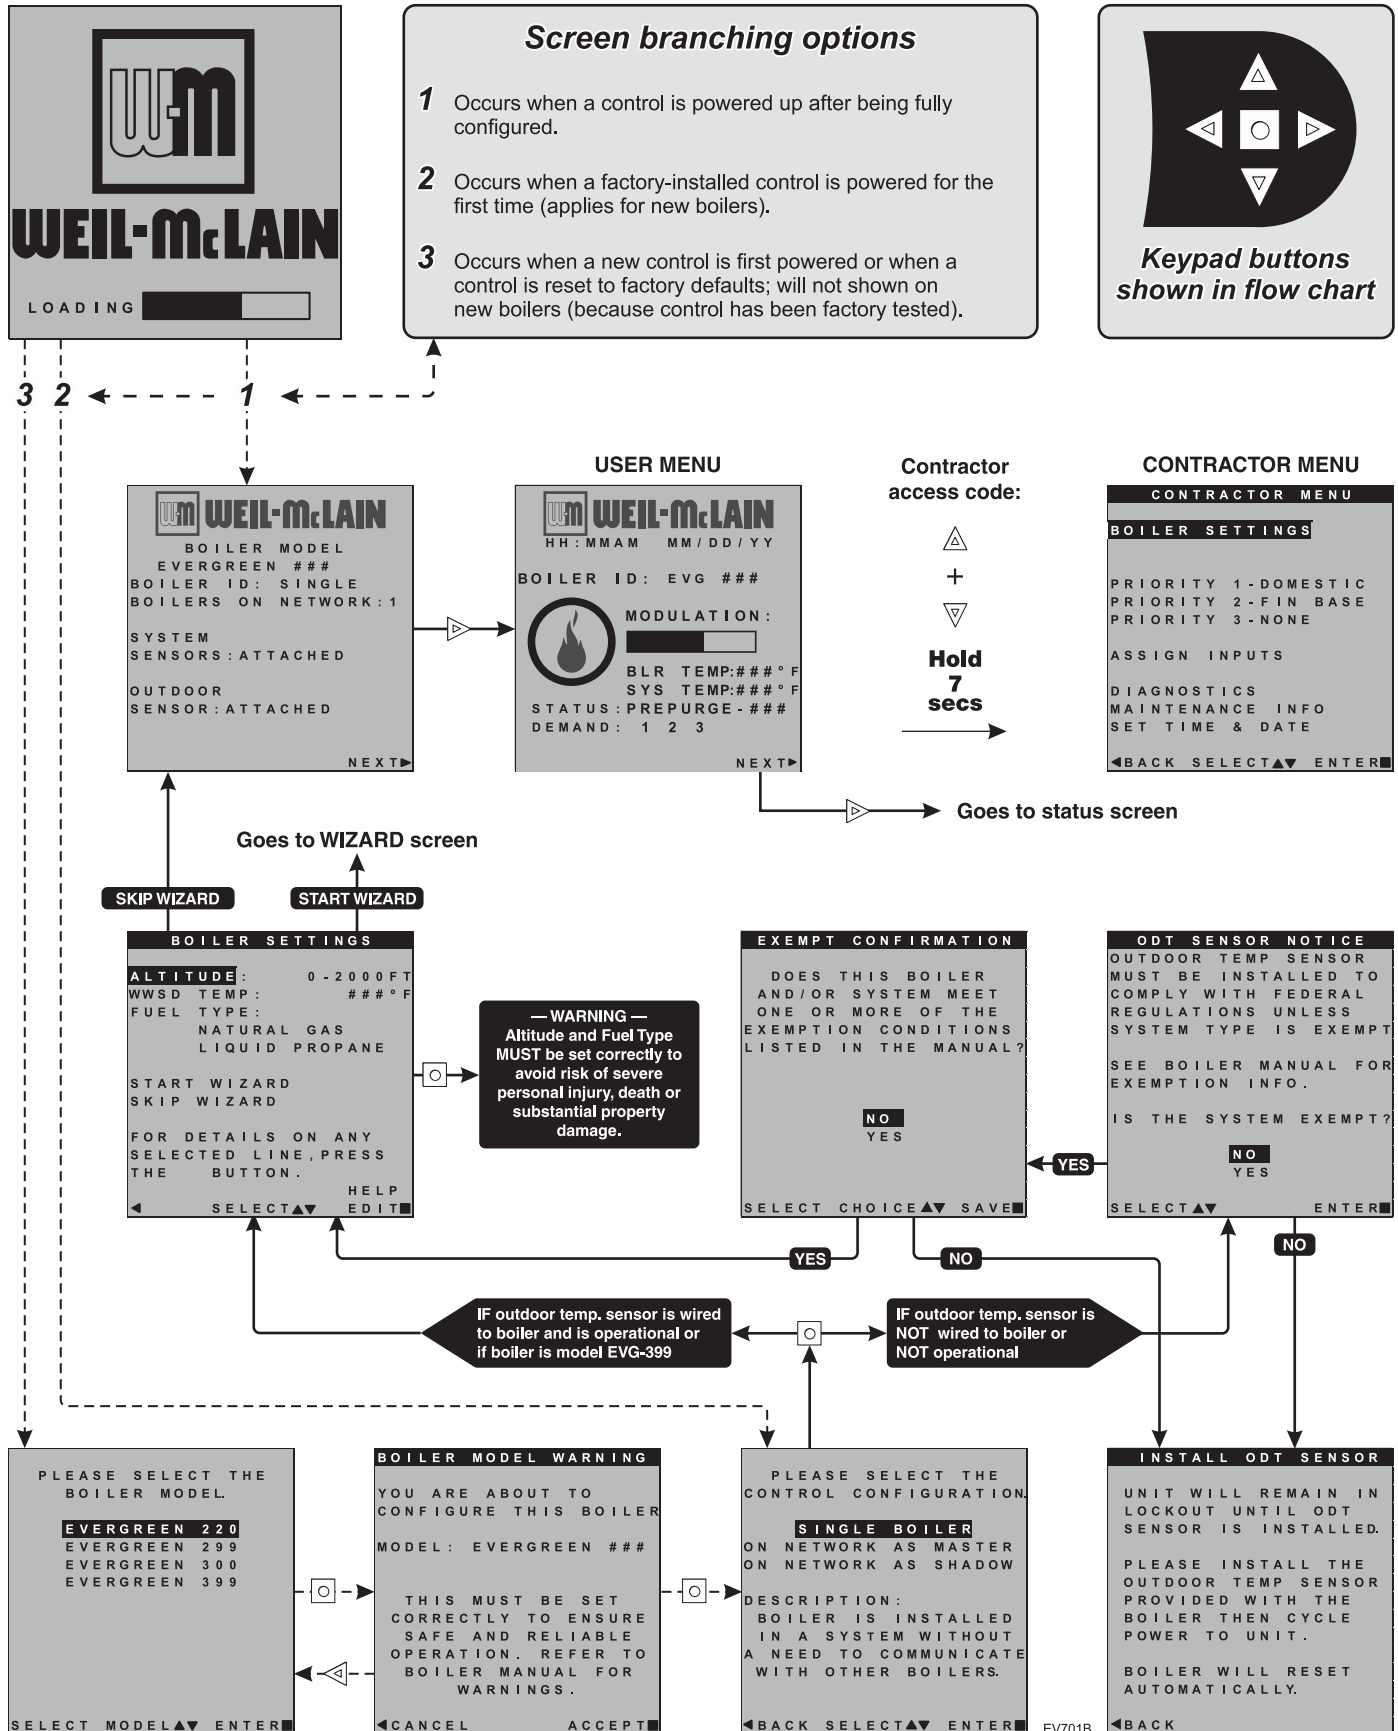 WM
WEIL-McLAIN
LOADING
Screen branching options
1 Occurs when a control is powered up after being fully
configured.
2 Occurs when a factory-installed control is powered for the
first time (applies for new boilers).
3 Occurs when a new control is first powered or when a
control is reset to factory defaults; will not shown on
new boilers (because control has been factory tested).
Keypad buttons
shown in flow chart
3 2 1
WM WEIL-McLAIN
BOILER MODEL
EVERGREEN ###
BOILER ID: SINGLE
BOILERS ON NETWORK:1
SYSTEM
SENSORS:ATTACHED
OUTDOOR
SENSOR:ATTACHED
NEXT▶
USER MENU
WM WEIL-McLAIN
HH:MMAM MM/DD/YY
BOILER ID: EVG ###
MODULATION:
BLR TEMP:###°F
SYS TEMP:###°F
STATUS:PREPURGE-###
DEMAND: 1 2 3
NEXT▶
Goes to status screen
Contractor
access code:
+
Hold
7
secs
CONTRACTOR MENU
CONTRACTOR MENU
BOILER SETTINGS
PRIORITY 1-DOMESTIC
PRIORITY 2-FIN BASE
PRIORITY 3-NONE
ASSIGN INPUTS
DIAGNOSTICS
MAINTENANCE INFO
SET TIME & DATE
◀BACK SELECT▲▼ ENTER■
Goes to WIZARD screen
SKIP WIZARD
START WIZARD
BOILER SETTINGS
ALTITUDE: 0-2000FT
WWSD TEMP: ###°F
FUEL TYPE:
NATURAL GAS
LIQUID PROPANE
START WIZARD
SKIP WIZARD
FOR DETAILS ON ANY
SELECTED LINE,PRESS
THE BUTTON.
HELP
◀ SELECT▲▼ EDIT■
— WARNING —
Altitude and Fuel Type
MUST be set correctly to
avoid risk of severe
personal injury, death or
substantial property
damage.
EXEMPT CONFIRMATION
DOES THIS BOILER
AND/OR SYSTEM MEET
ONE OR MORE OF THE
EXEMPTION CONDITIONS
LISTED IN THE MANUAL?
NO
YES
SELECT CHOICE▲▼ SAVE■
YES
ODT SENSOR NOTICE
OUTDOOR TEMP SENSOR
MUST BE INSTALLED TO
COMPLY WITH FEDERAL
REGULATIONS UNLESS
SYSTEM TYPE IS EXEMPT
SEE BOILER MANUAL FOR
EXEMPTION INFO.
IS THE SYSTEM EXEMPT?
NO
YES
SELECT▲▼ ENTER■
YES
NO
NO
IF outdoor temp. sensor is wired
to boiler and is operational or
if boiler is model EVG-399
IF outdoor temp. sensor is
NOT wired to boiler or
NOT operational
PLEASE SELECT THE
BOILER MODEL.
EVERGREEN 220
EVERGREEN 299
EVERGREEN 300
EVERGREEN 399
SELECT MODEL▲▼ ENTER■
BOILER MODEL WARNING
YOU ARE ABOUT TO
CONFIGURE THIS BOILER
MODEL: EVERGREEN ###
THIS MUST BE SET
CORRECTLY TO ENSURE
SAFE AND RELIABLE
OPERATION. REFER TO
BOILER MANUAL FOR
WARNINGS.
◀CANCEL ACCEPT■
PLEASE SELECT THE
CONTROL CONFIGURATION.
SINGLE BOILER
ON NETWORK AS MASTER
ON NETWORK AS SHADOW
DESCRIPTION:
BOILER IS INSTALLED
IN A SYSTEM WITHOUT
A NEED TO COMMUNICATE
WITH OTHER BOILERS.
◀BACK SELECT▲▼ ENTER■
EV701B
INSTALL ODT SENSOR
UNIT WILL REMAIN IN
LOCKOUT UNTIL ODT
SENSOR IS INSTALLED.
PLEASE INSTALL THE
OUTDOOR TEMP SENSOR
PROVIDED WITH THE
BOILER THEN CYCLE
POWER TO UNIT.
BOILER WILL RESET
AUTOMATICALLY.
◀BACK